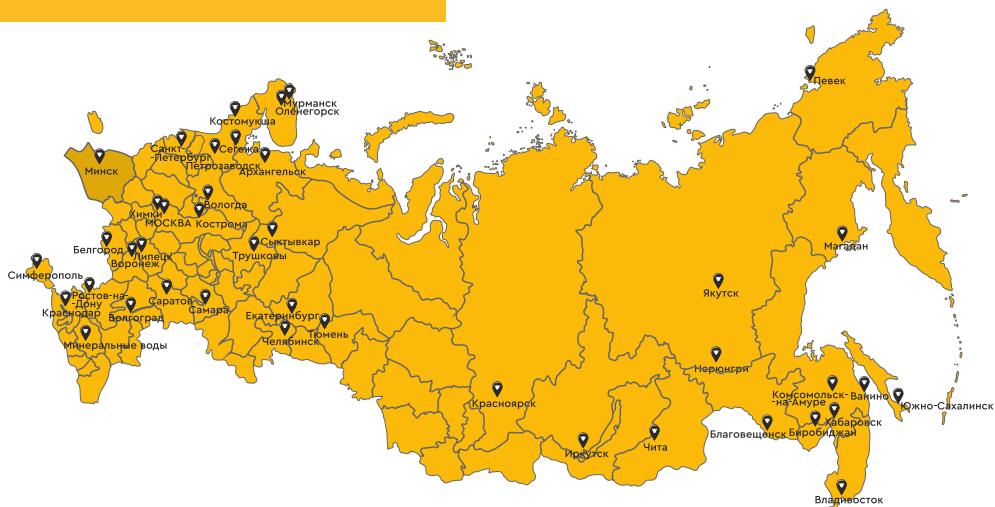 Певек
Мурманск
Оленегорск
Костомукша
Санкт-
-Петербург
Сегежа
Петрозаводск
Архангельск
Минск
Вологда
Химки
МОСКВА
Кострома
Сыктывкар
Магадан
Белгород
Липецк
Воронеж
Трушковы
Симферополь
Якутск
Ростов-на-
-Дону
Саратов
Самара
Краснодар
Волгоград
Екатеринбург
Тюмень
Челябинск
Минеральные воды
Нерюнгри
Красноярск
Комсомольск-
-на-Амуре
Ванино
Южно-Сахалинск
Хабаровск
Благовещенск
Биробиджан
Чита
Иркутск
Владивосток